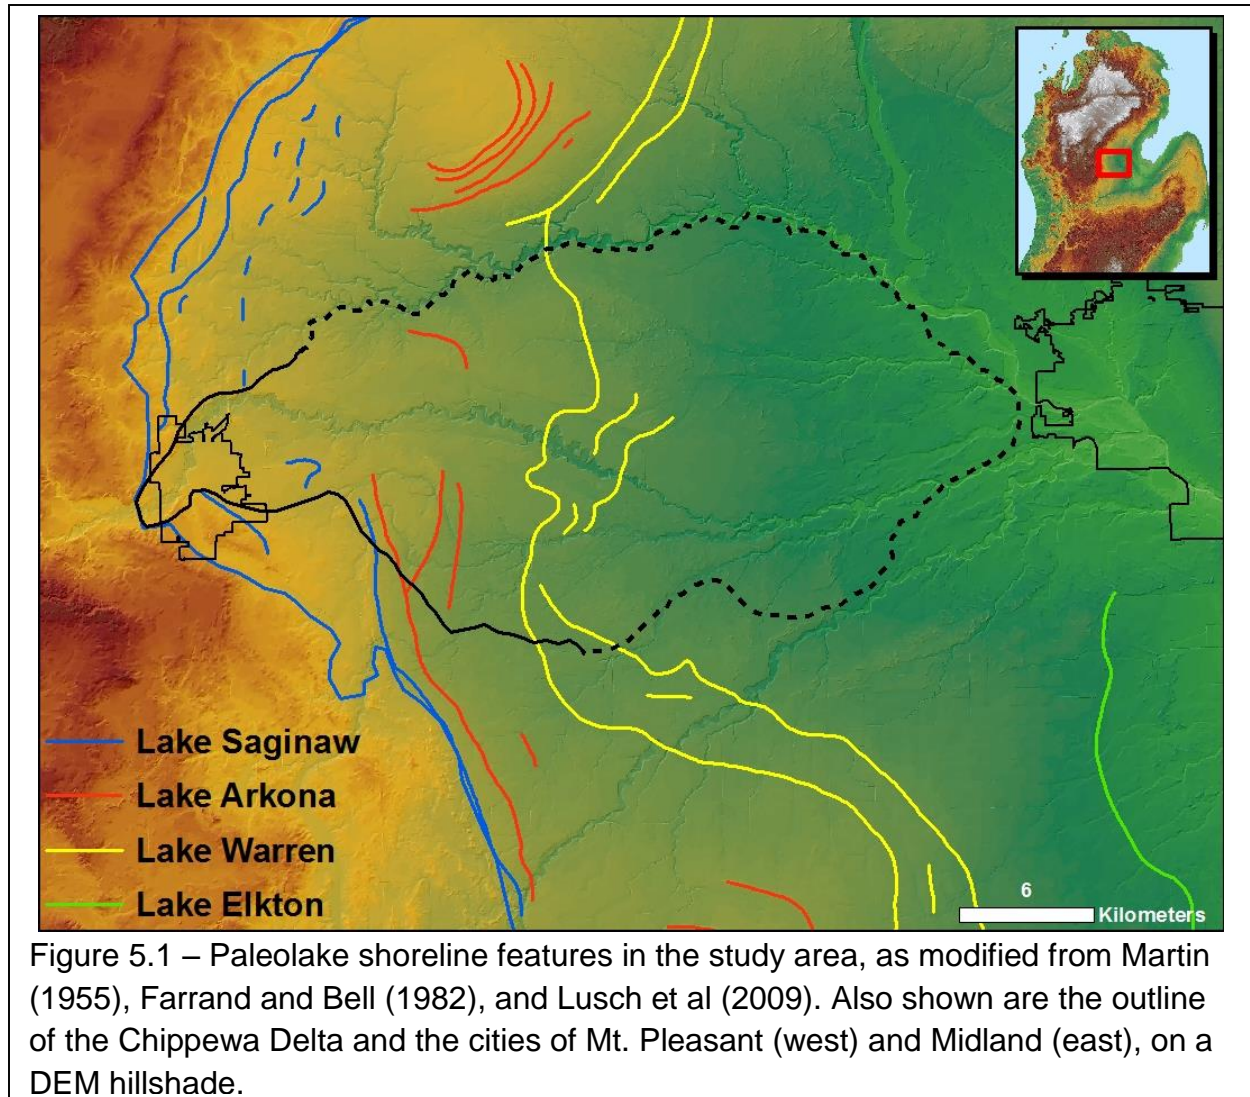 Lake Saginaw
Lake Arkona
Lake Warren
Lake Elkton
6
Kilometers
Figure 5.1 – Paleolake shoreline features in the study area, as modified from Martin
(1955), Farrand and Bell (1982), and Lusch et al (2009). Also shown are the outline
of the Chippewa Delta and the cities of Mt. Pleasant (west) and Midland (east), on a
DEM hillshade.